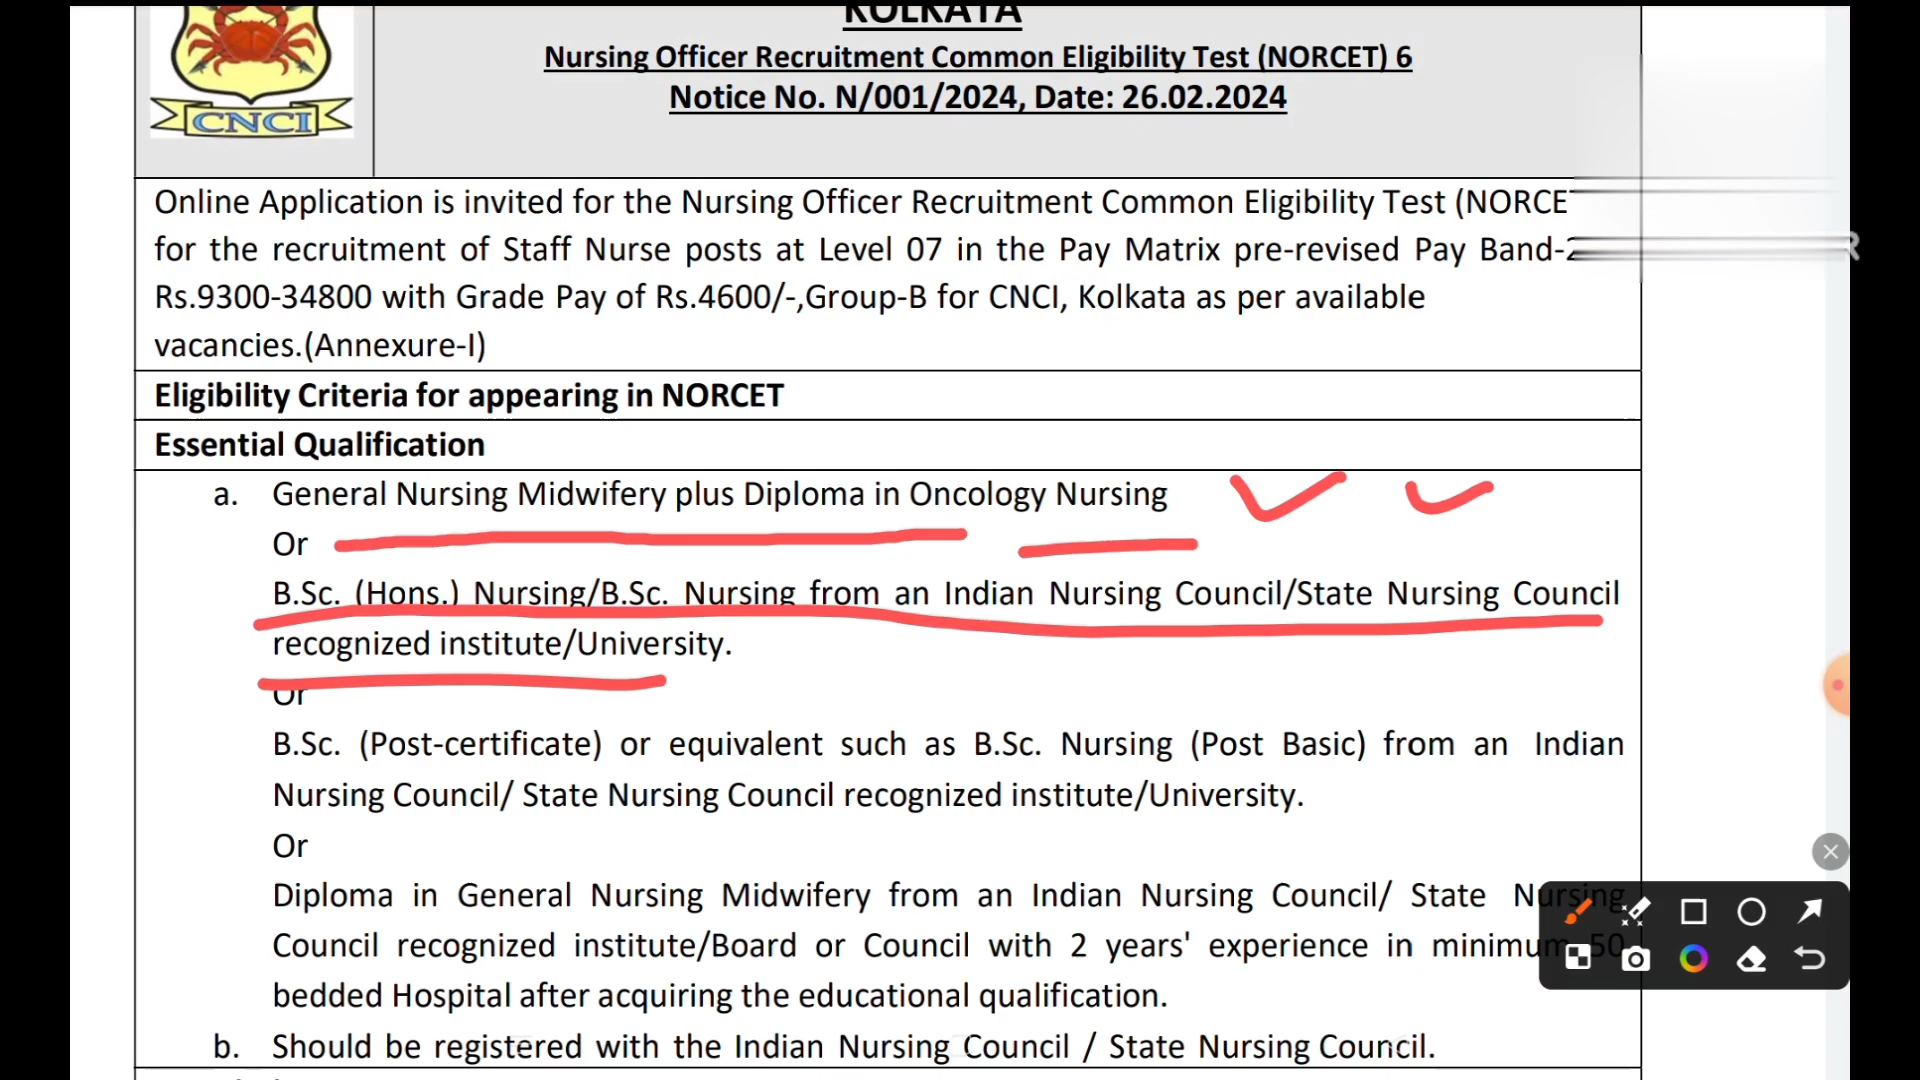 KOLKATA
CNCI
Nursing Officer Recruitment Common Eligibility Test (NORCET) 6
Notice No. N/001/2024, Date: 26.02.2024
Online Application is invited for the Nursing Officer Recruitment Common Eligibility Test (NORCE
for the recruitment of Staff Nurse posts at Level 07 in the Pay Matrix pre-revised Pay Band-2
Rs.9300-34800 with Grade Pay of Rs.4600/-,Group-B for CNCI, Kolkata as per available
vacancies.(Annexure-I)
Eligibility Criteria for appearing in NORCET
Essential Qualification
a. General Nursing Midwifery plus Diploma in Oncology Nursing
Or
B.Sc. (Hons.) Nursing/B.Sc. Nursing from an Indian Nursing Council/State Nursing Council
recognized institute/University.
Or
B.Sc. (Post-certificate) or equivalent such as B.Sc. Nursing (Post Basic) from an Indian
Nursing Council/ State Nursing Council recognized institute/University.
Or
Diploma in General Nursing Midwifery from an Indian Nursing Council/ State Nursing
Council recognized institute/Board or Council with 2 years' experience in minimum 50
bedded Hospital after acquiring the educational qualification.
b. Should be registered with the Indian Nursing Council / State Nursing Council.